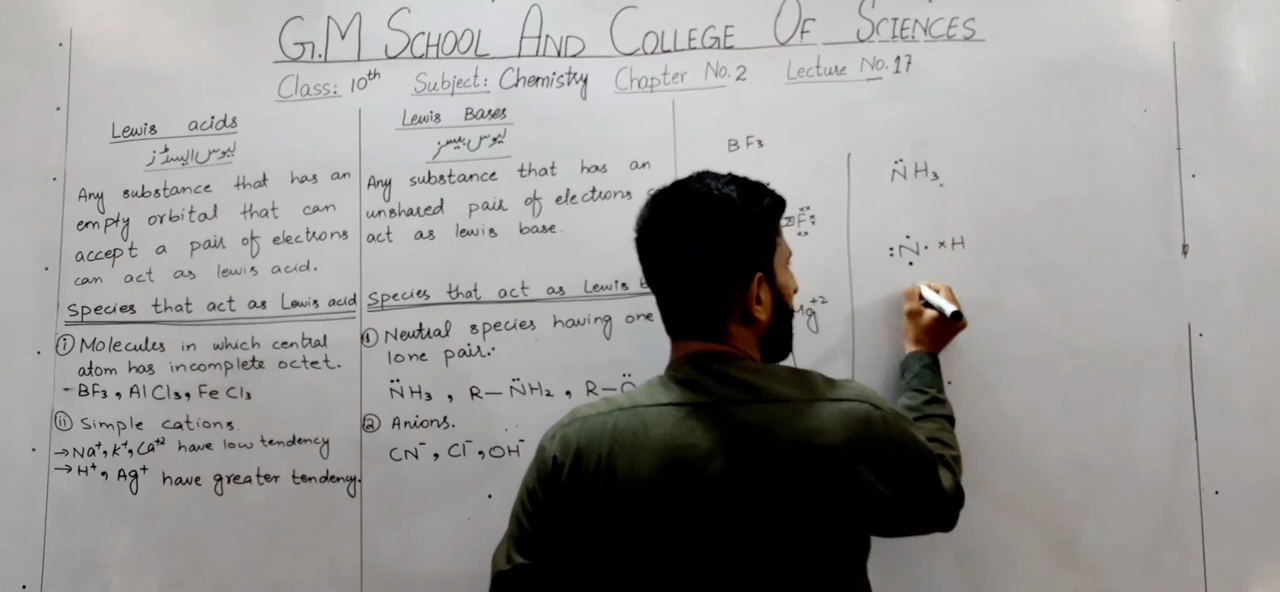 G.M SCHOOL AND COLLEGE OF SCIENCES
Class: 10th Subject: Chemistry Chapter No. 2 Lecture No. 17
Lewis acids
لیوس ایسڈز
Any substance that has an
empty orbital that can
accept a pair of electrons
can act as lewis acid.
Species that act as Lewis acid
(i) Molecules in which central
atom has incomplete octet.
- BF3, AlCl3, FeCl3
(ii) Simple cations.
→ Na+, K+, Ca+2 have low tendency
→ H+, Ag+ have greater tendency.
Lewis Bases
لیوس بیسز
Any substance that has an
unshared pair of electrons
act as lewis base.
Species that act as Lewis
① Neutral species having one
lone pair.
N̈H3, R–N̈H2, R–Ö
② Anions.
CN-, Cl-, OH-
BF3
F
Mg+2
N̈H3
:N· ×H